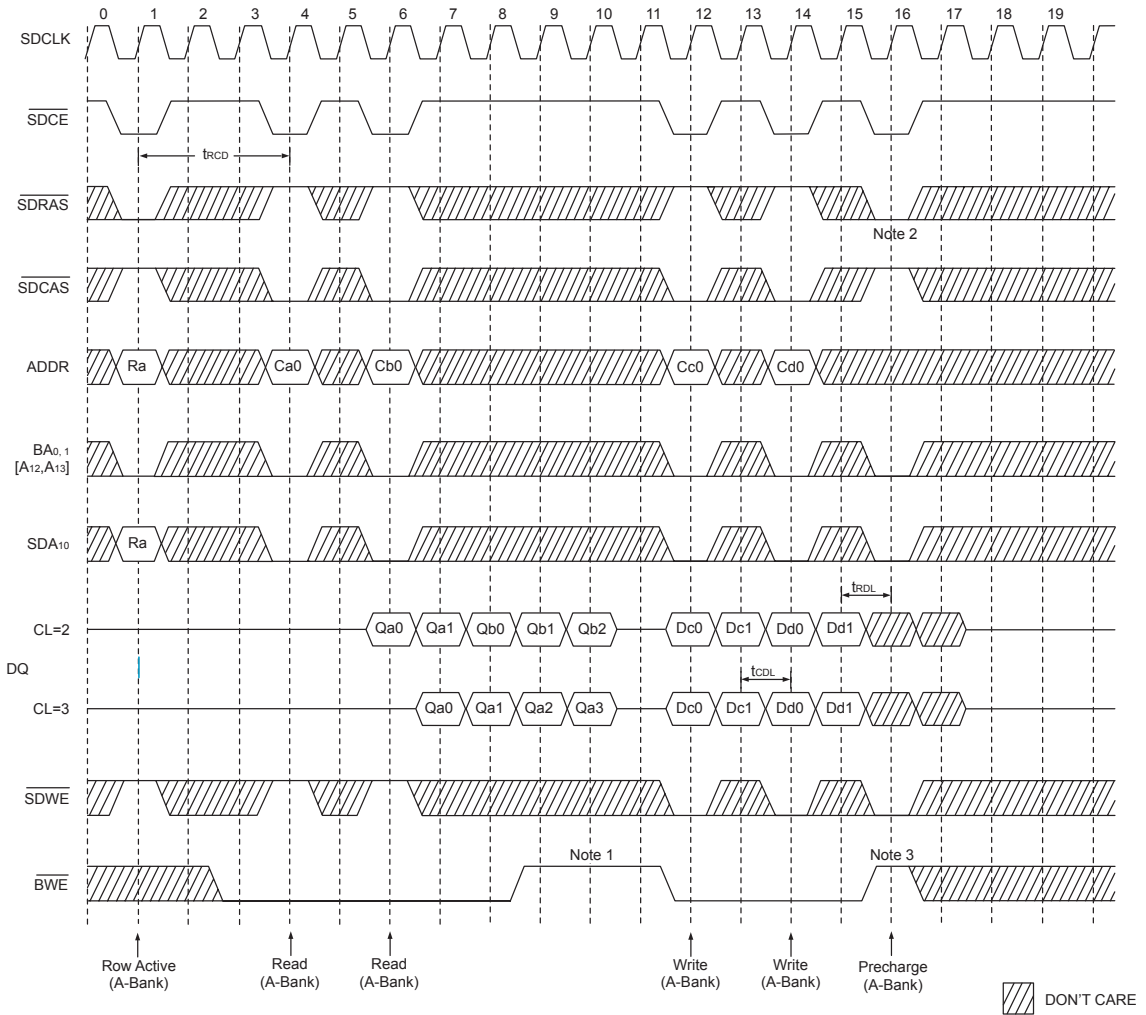 0 1 2 3 4 5 6 7 8 9 10 11 12 13 14 15 16 17 18 19
SDCLK
SDCE
tRCD
SDRAS
Note 2
SDCAS
ADDR Ra Ca0 Cb0 Cc0 Cd0
BA0, 1
[A12,A13]
SDA10 Ra
tRDL
CL=2 Qa0 Qa1 Qb0 Qb1 Qb2 Dc0 Dc1 Dd0 Dd1
DQ
tCDL
CL=3 Qa0 Qa1 Qa2 Qa3 Dc0 Dc1 Dd0 Dd1
SDWE
Note 1 Note 3
BWE
Row Active Read Read Write Write Precharge
(A-Bank) (A-Bank) (A-Bank) (A-Bank) (A-Bank) (A-Bank)
DON'T CARE